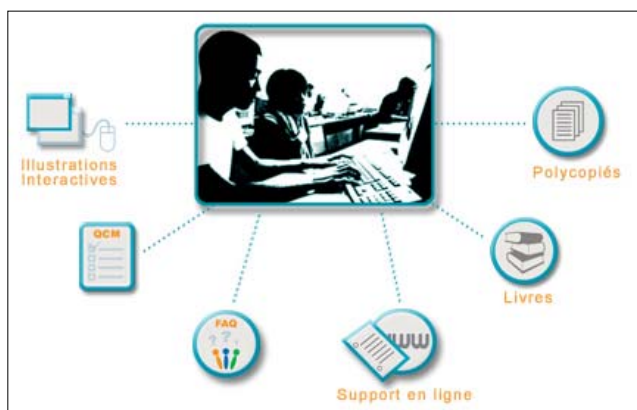 Illustrations
Interactives
Polycopiés
QCM
Livres
FAQ
? ? ?
www
Support en ligne